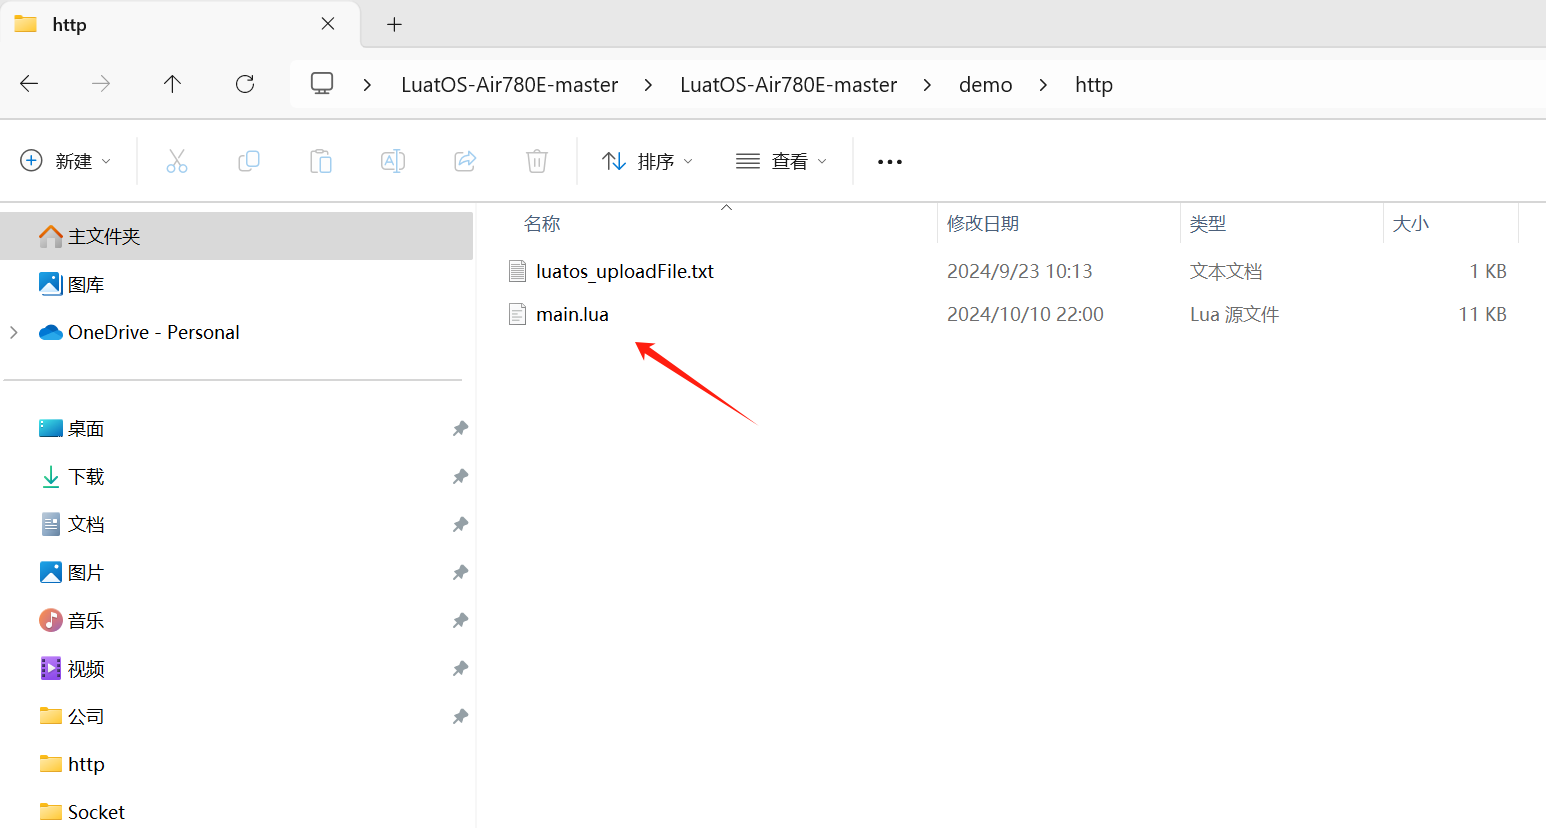 http
LuatOS-Air780E-master
LuatOS-Air780E-master
demo
http
新建
排序
查看
主文件夹
图库
OneDrive - Personal
桌面
下载
文档
图片
音乐
视频
公司
http
Socket
名称 修改日期 类型 大小
luatos_uploadFile.txt 2024/9/23 10:13 文本文档 1 KB
main.lua 2024/10/10 22:00 Lua 源文件 11 KB